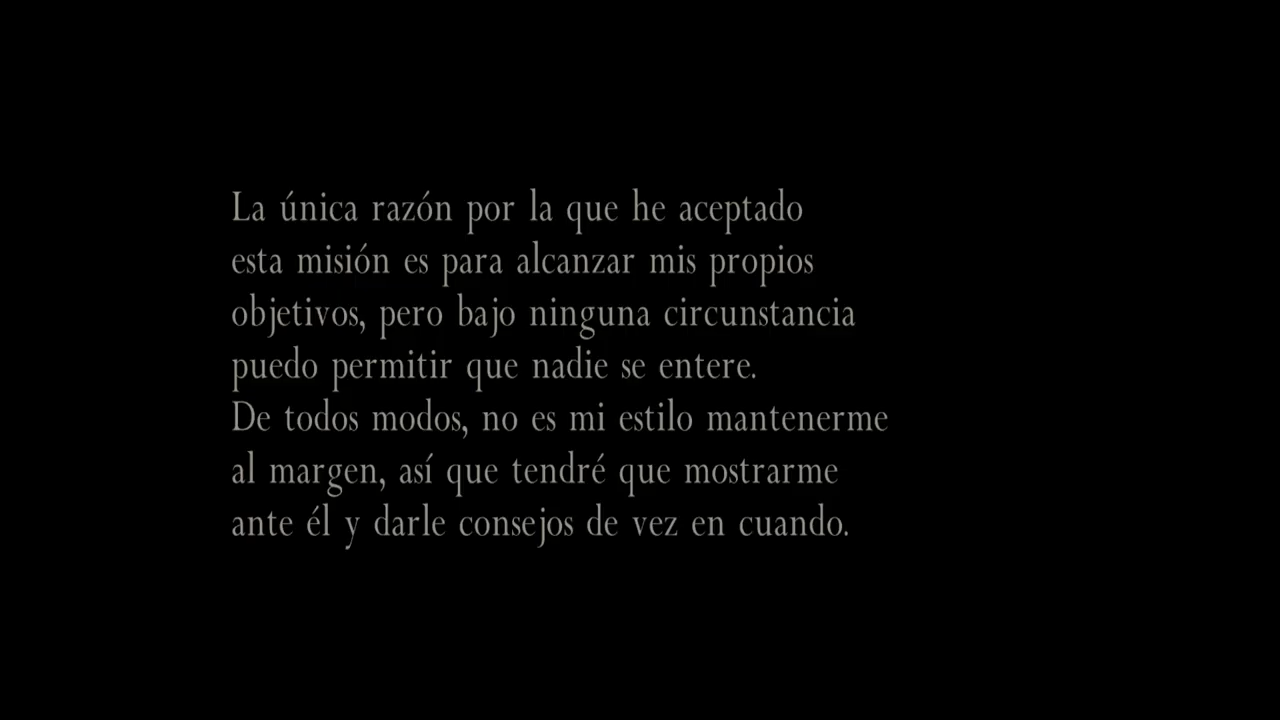 La única razón por la que he aceptado
esta misión es para alcanzar mis propios
objetivos, pero bajo ninguna circunstancia
puedo permitir que nadie se entere.
De todos modos, no es mi estilo mantenerme
al margen, así que tendré que mostrarme
ante él y darle consejos de vez en cuando.